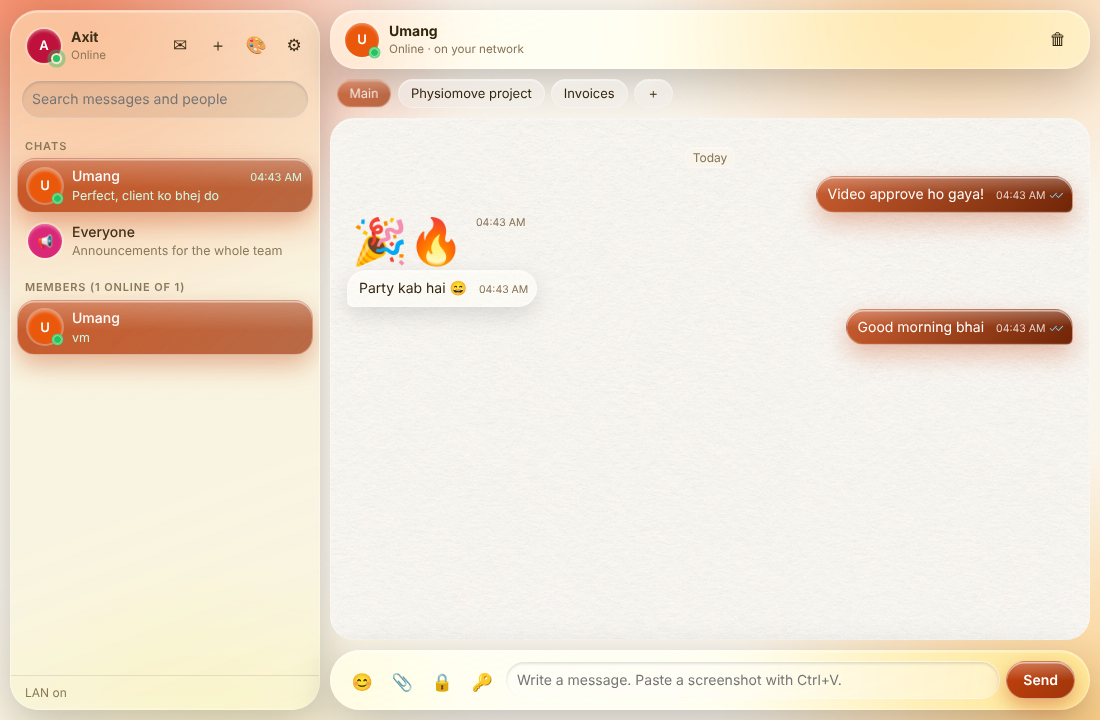 A
Axit
Online
Search messages and people
CHATS
U
Umang
04:43 AM
Perfect, client ko bhej do
Everyone
Announcements for the whole team
MEMBERS (1 ONLINE OF 1)
U
Umang
vm
LAN on
U
Umang
Online · on your network
Main
Physiomove project
Invoices
+
Today
Video approve ho gaya! 04:43 AM
04:43 AM
Party kab hai 😄 04:43 AM
Good morning bhai 04:43 AM
Write a message. Paste a screenshot with Ctrl+V.
Send